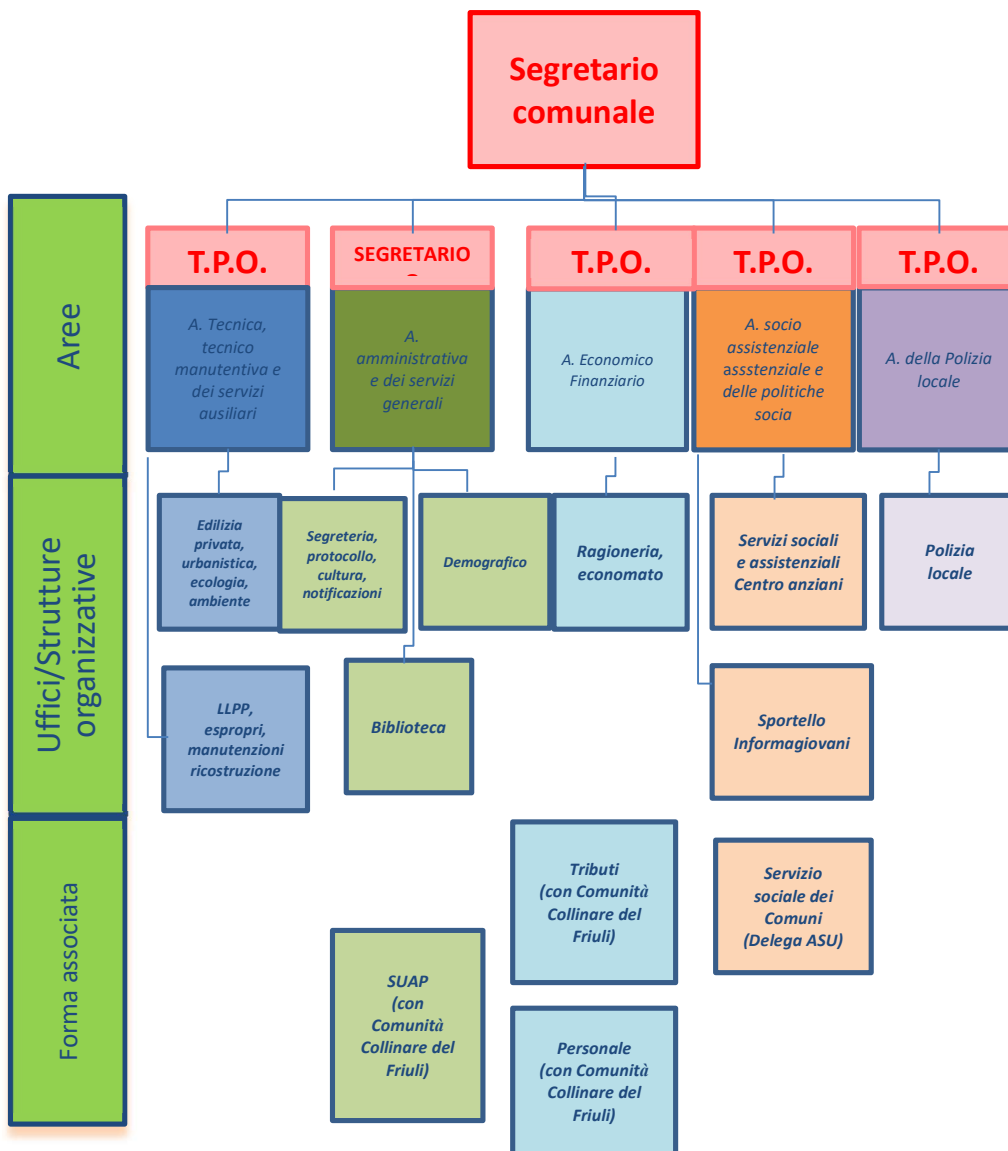 Segretario
comunale
Aree
T.P.O.
SEGRETARIO
T.P.O.
T.P.O.
T.P.O.
A. Tecnica,
tecnico
manutentiva e
dei servizi
ausiliari
A.
amministrativa
e dei servizi
generali
A. Economico
Finanziario
A. socio
assistenziale
asstenziale e
delle politiche
socia
A. della Polizia
locale
Uffici/Strutture
organizzative
Edilizia
privata,
urbanistica,
ecologia,
ambiente
Segreteria,
protocollo,
cultura,
notificazioni
Demografico
Ragioneria,
economato
Servizi sociali
e assistenziali
Centro anziani
Polizia
locale
LLPP,
espropri,
manutenzioni
ricostruzione
Biblioteca
Sportello
Informagiovani
Forma associata
Tributi
(con Comunità
Collinare del
Friuli)
Servizio
sociale dei
Comuni
(Delega ASU)
SUAP
(con
Comunità
Collinare del
Friuli)
Personale
(con Comunità
Collinare del
Friuli)